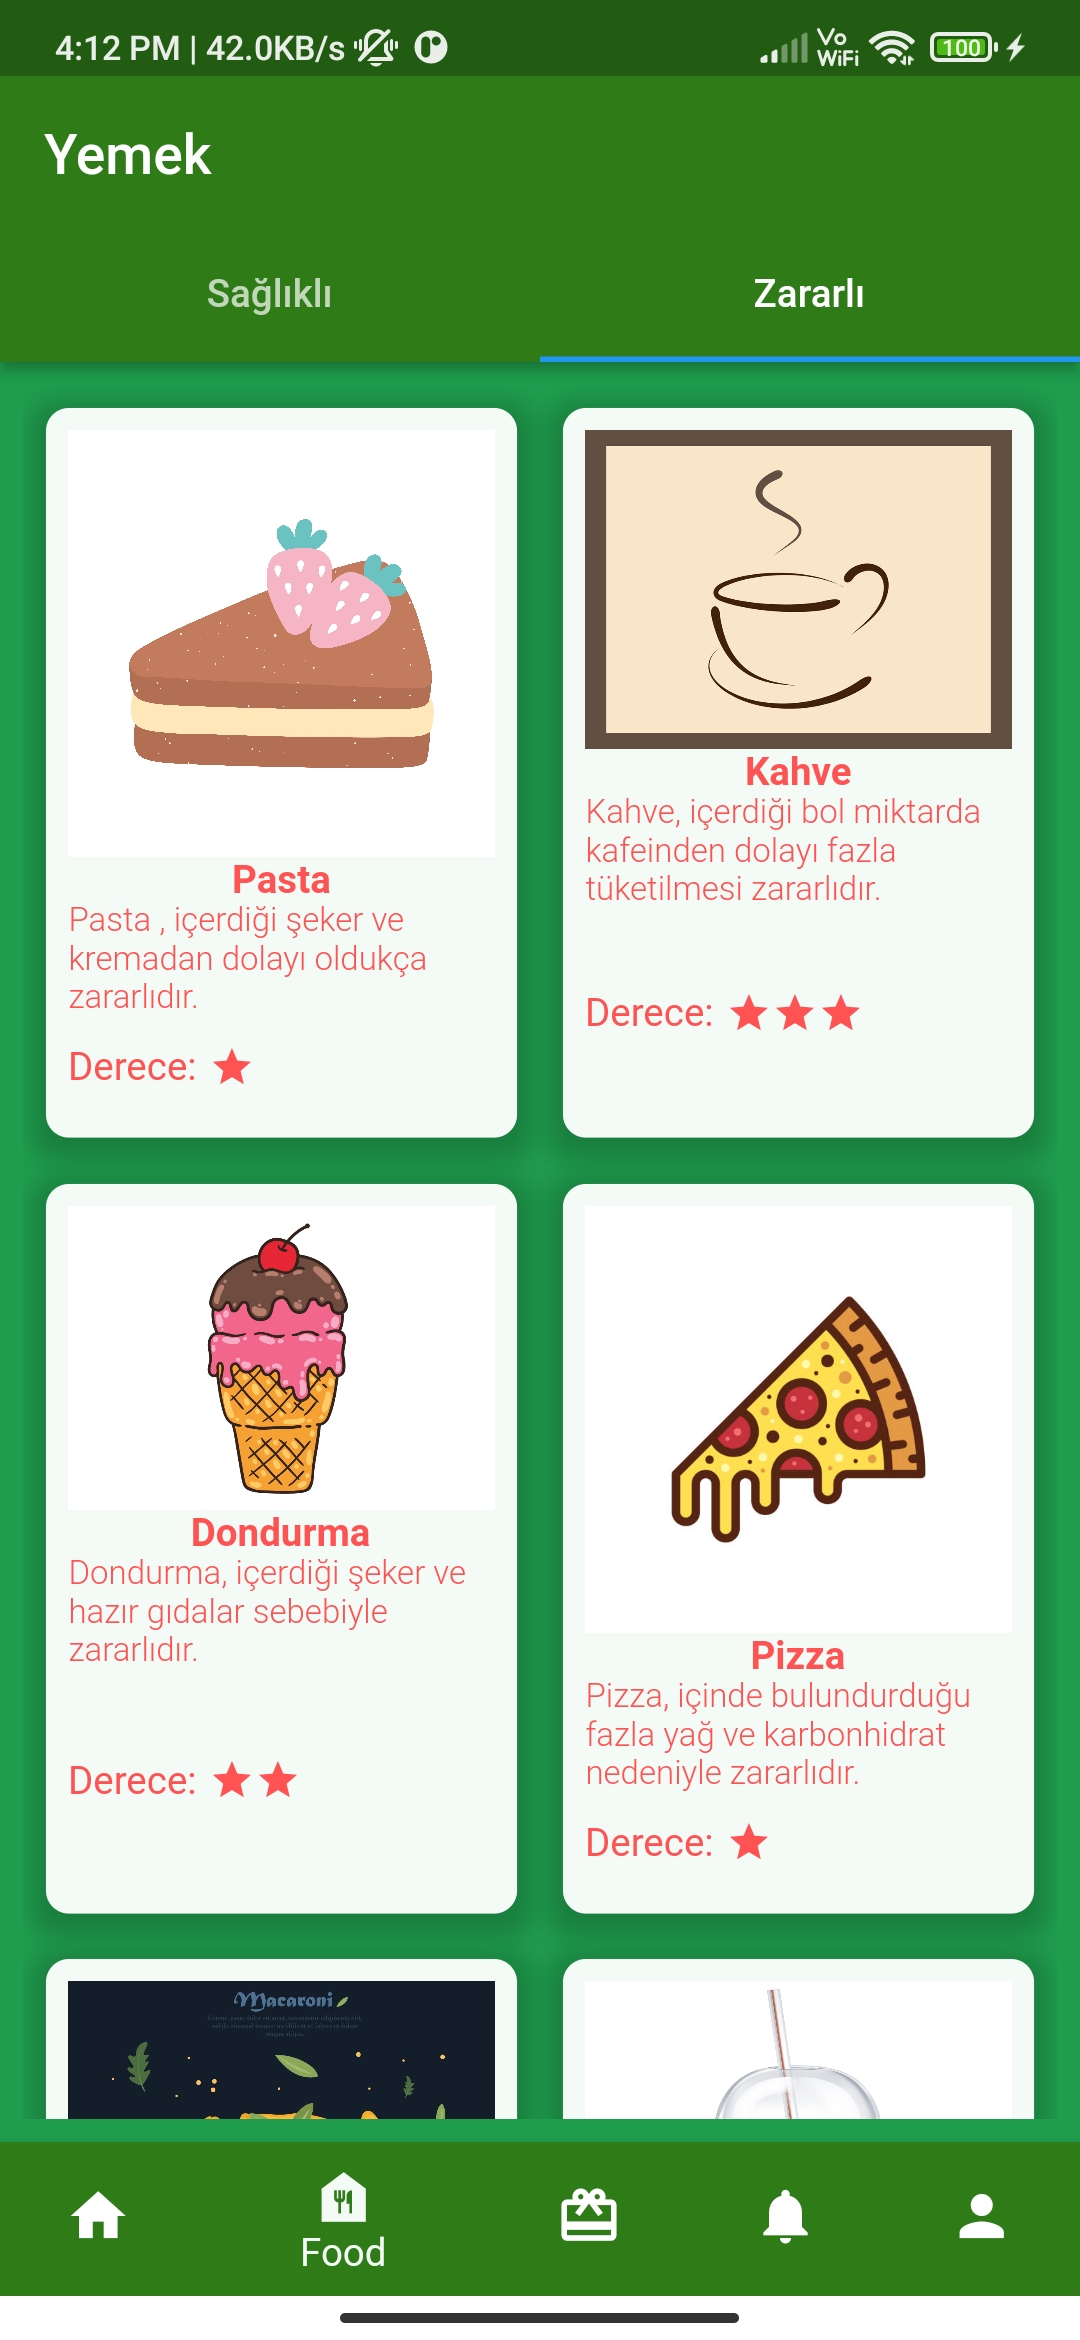 4:12 PM | 42.0KB/s
Vo
WiFi
100
Yemek
Sağlıklı
Zararlı
Pasta
Pasta , içerdiği şeker ve
kremadan dolayı oldukça
zararlıdır.
Derece:
Kahve
Kahve, içerdiği bol miktarda
kafeinden dolayı fazla
tüketilmesi zararlıdır.
Derece:
Dondurma
Dondurma, içerdiği şeker ve
hazır gıdalar sebebiyle
zararlıdır.
Derece:
Pizza
Pizza, içinde bulundurduğu
fazla yağ ve karbonhidrat
nedeniyle zararlıdır.
Derece:
Macaroni
Food